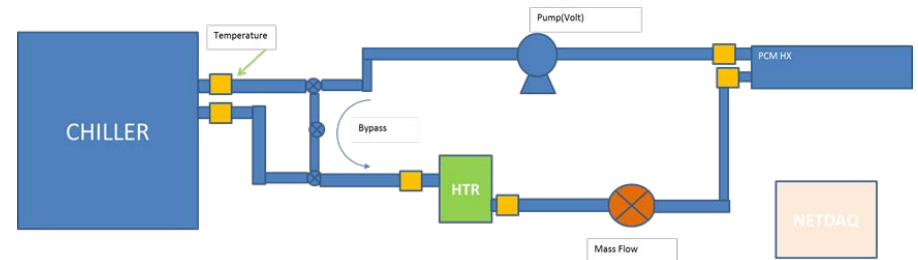 Pump(Volt)
Temperature
PCM HX
CHILLER
Bypass
HTR
NETDAQ
Mass Flow